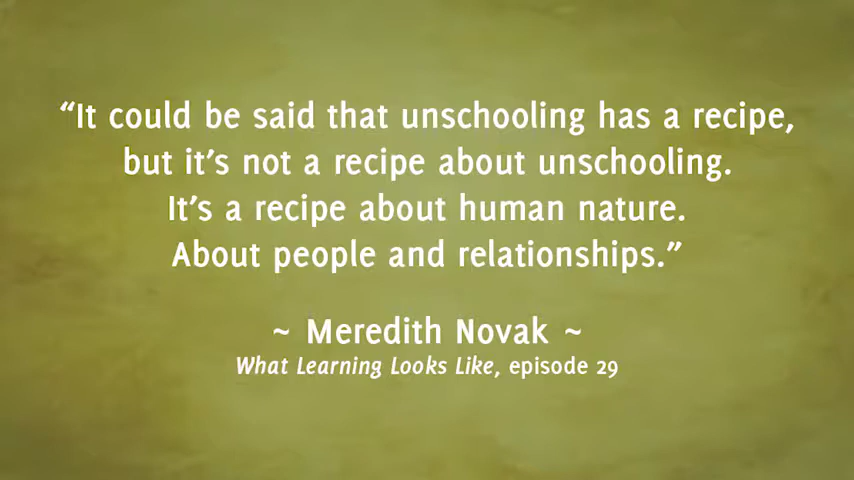 “It could be said that unschooling has a recipe,
but it’s not a recipe about unschooling.
It’s a recipe about human nature.
About people and relationships.”
~ Meredith Novak ~
What Learning Looks Like, episode 29